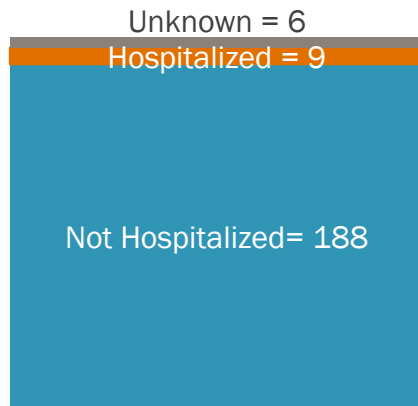 Unknown = 6
Hospitalized = 9
Not Hospitalized= 188